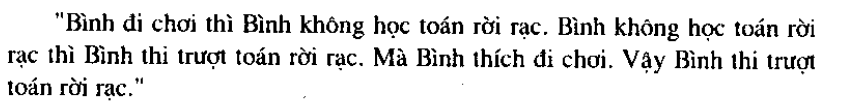 "Bình đi chơi thì Bình không học toán rời rạc. Bình không học toán rời
rạc thì Bình thi trượt toán rời rạc. Mà Bình thích đi chơi. Vậy Bình thi trượt
toán rời rạc."